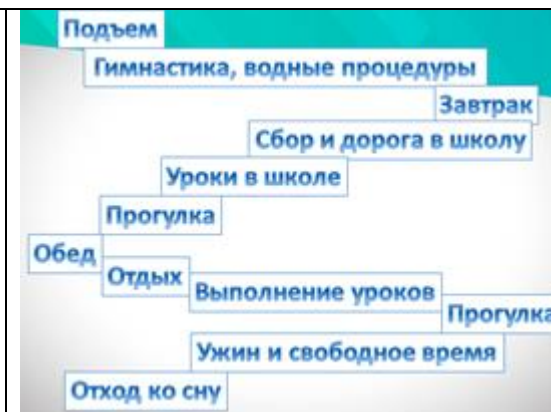 Подъем
Гимнастика, водные процедуры
Завтрак
Сбор и дорога в школу
Уроки в школе
Прогулка
Обед
Отдых
Выполнение уроков
Прогулка
Ужин и свободное время
Отход ко сну